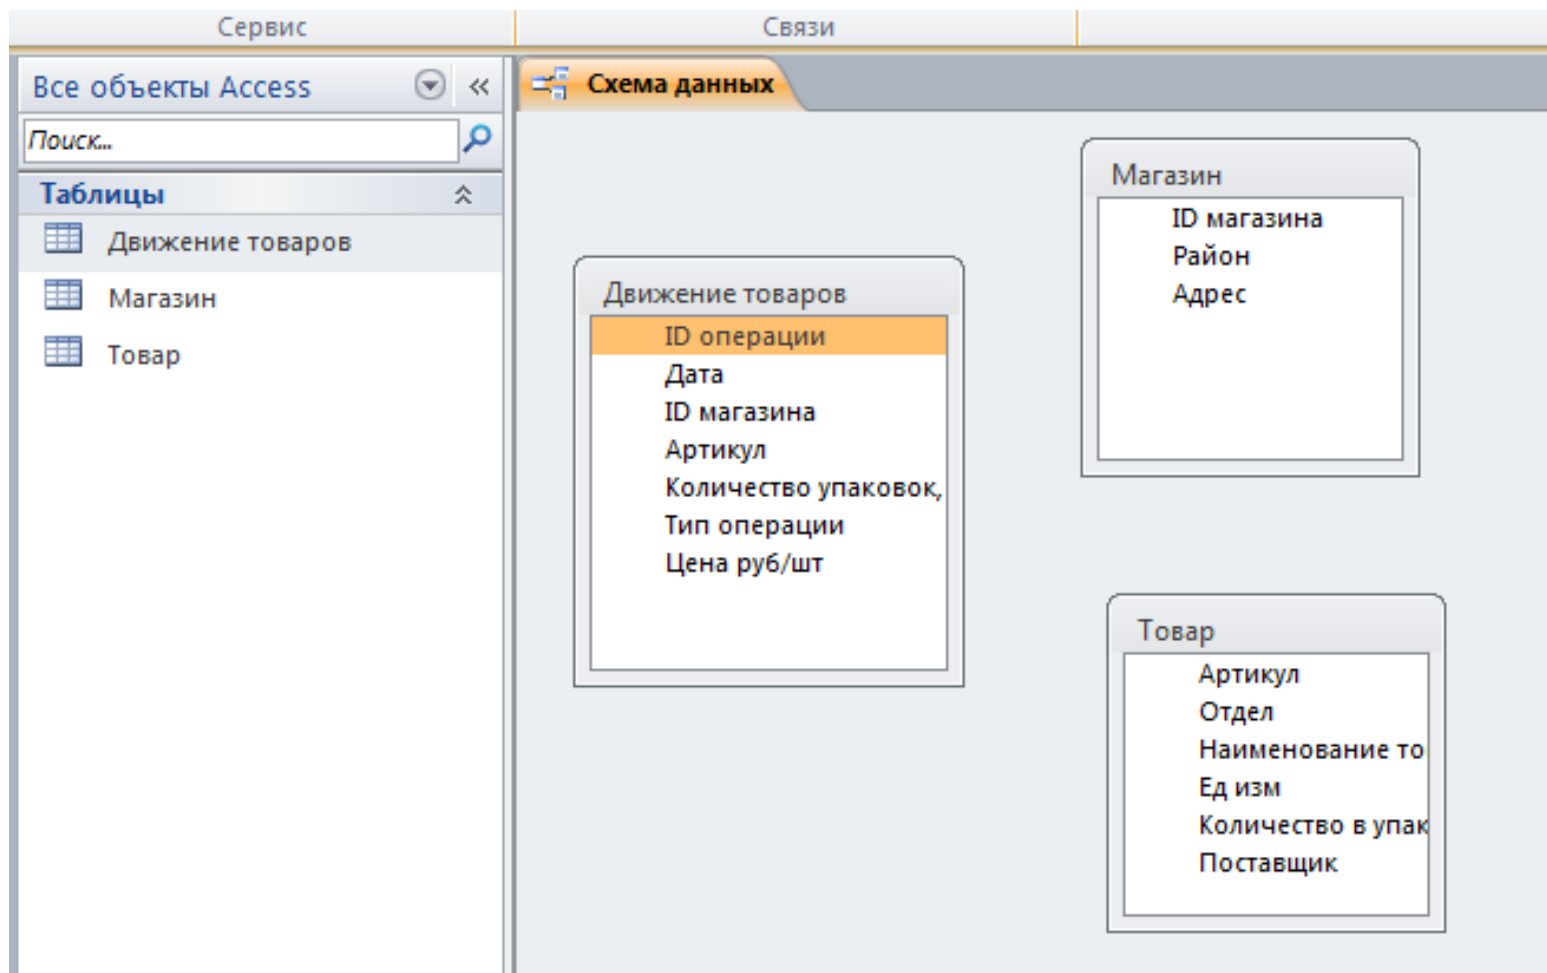 Сервис
Связи
Все объекты Access
Схема данных
Поиск...
Таблицы
Движение товаров
Магазин
Товар
Движение товаров
ID операции
Дата
ID магазина
Артикул
Количество упаковок,
Тип операции
Цена руб/шт
Магазин
ID магазина
Район
Адрес
Товар
Артикул
Отдел
Наименование то
Ед изм
Количество в упак
Поставщик